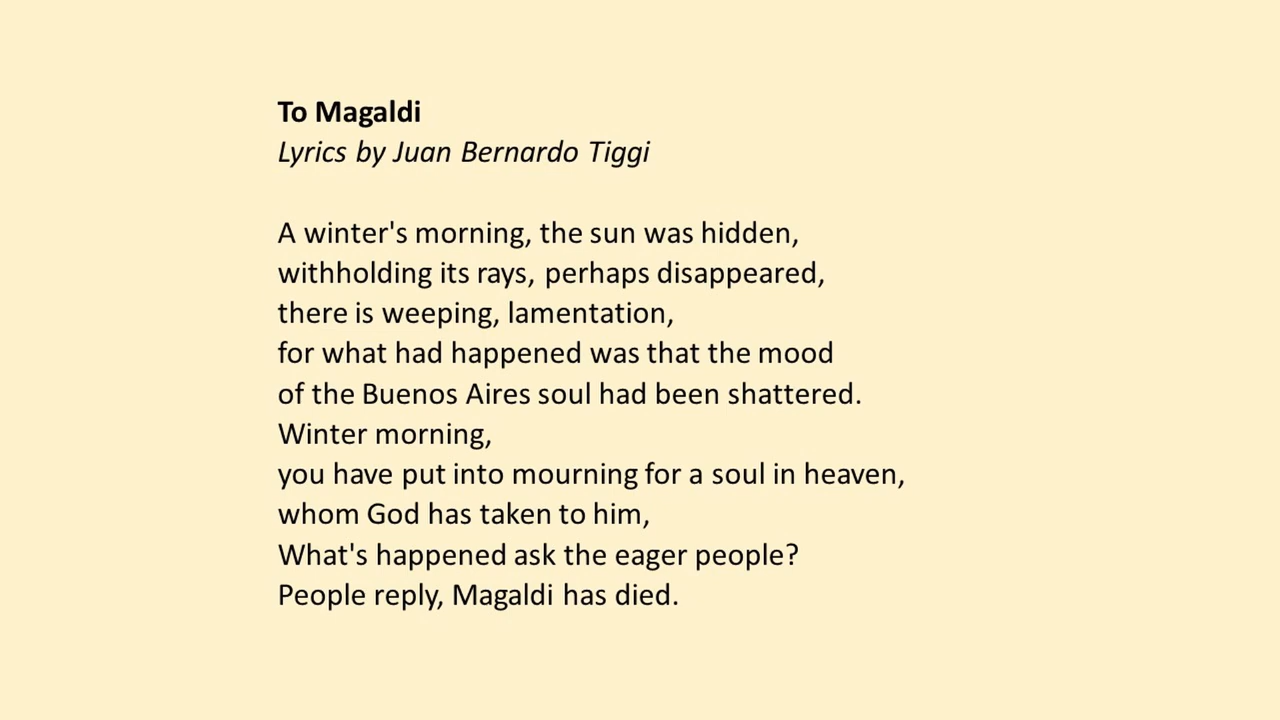 To Magaldi
Lyrics by Juan Bernardo Tiggi
A winter's morning, the sun was hidden,
withholding its rays, perhaps disappeared,
there is weeping, lamentation,
for what had happened was that the mood
of the Buenos Aires soul had been shattered.
Winter morning,
you have put into mourning for a soul in heaven,
whom God has taken to him,
What's happened ask the eager people?
People reply, Magaldi has died.